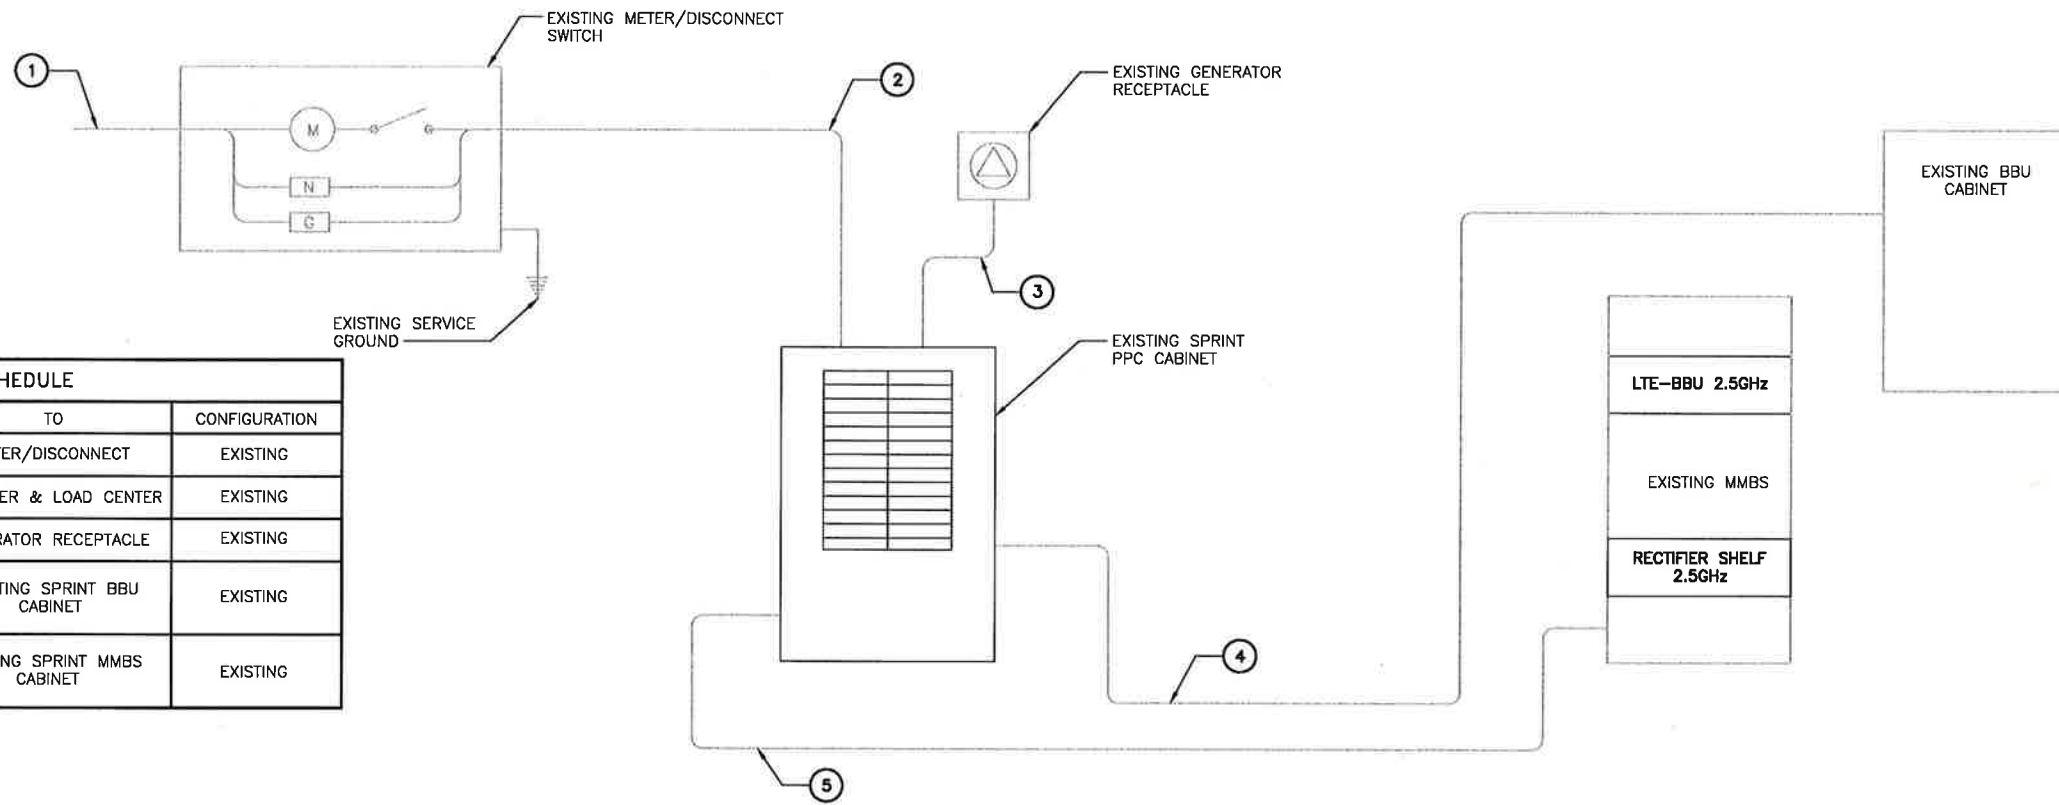 EXISTING METER/DISCONNECT
SWITCH
1
2
EXISTING GENERATOR
RECEPTACLE
M
N
G
EXISTING BBU
CABINET
3
EXISTING SERVICE
GROUND
EXISTING SPRINT
PPC CABINET
LTE-BBU 2.5GHz
EXISTING MMBS
RECTIFIER SHELF
2.5GHz
4
5
HEDULE
TO CONFIGURATION
TER/DISCONNECT EXISTING
ER & LOAD CENTER EXISTING
RATOR RECEPTACLE EXISTING
TING SPRINT BBU
CABINET EXISTING
NG SPRINT MMBS
CABINET EXISTING